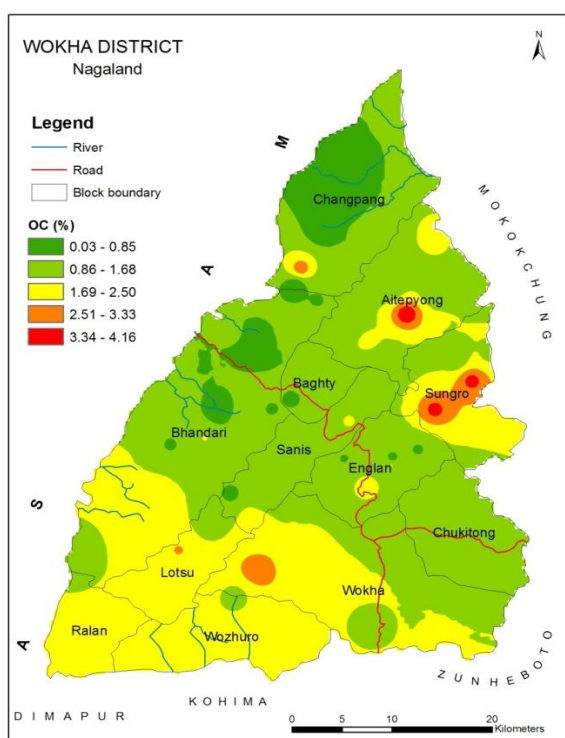 WOKHA DISTRICT
Nagaland
N
Legend
River
Road
Block boundary
OC (%)
0.03 - 0.85
0.86 - 1.68
1.69 - 2.50
2.51 - 3.33
3.34 - 4.16
ASAM
MOKOKCHUNG
Changpang
Aitepyong
Baghty
Sungro
Bhandari
Sanis
Englan
Chukitong
Lotsu
Wokha
Ralan
Wozhuro
ZUNHEBOTO
KOHIMA
DIMAPUR
0 5 10 20
Kilometers